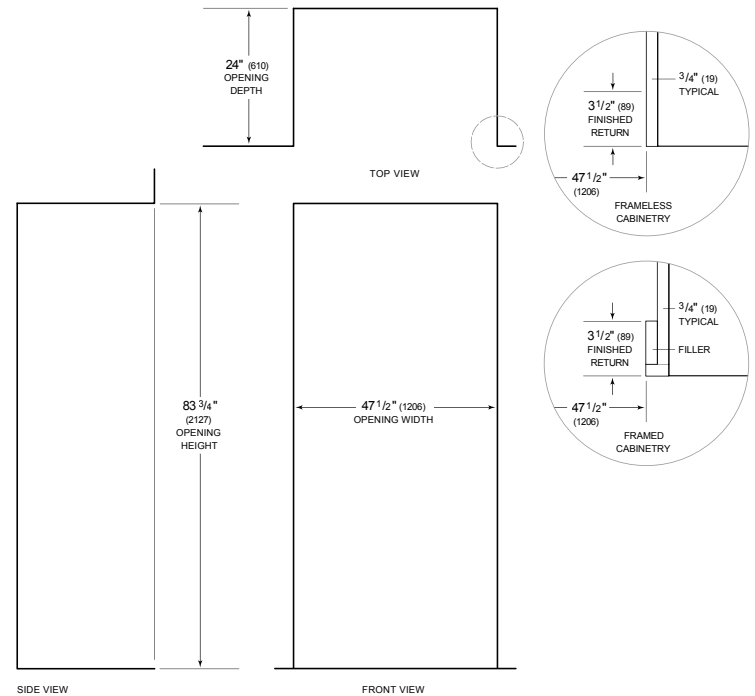 24" (610)
OPENING
DEPTH
TOP VIEW
3/4" (19)
TYPICAL
3 1/2" (89)
FINISHED
RETURN
47 1/2"
(1206)
FRAMELESS
CABINETRY
3/4" (19)
TYPICAL
3 1/2" (89)
FINISHED
RETURN
FILLER
47 1/2"
(1206)
FRAMED
CABINETRY
83 3/4"
(2127)
OPENING
HEIGHT
47 1/2" (1206)
OPENING WIDTH
SIDE VIEW
FRONT VIEW